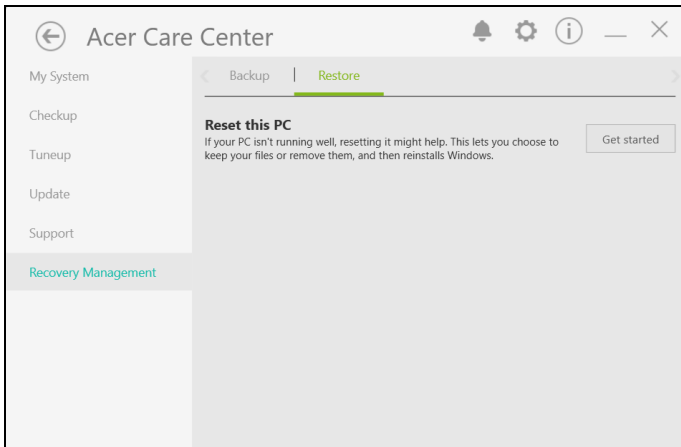 Acer Care Center
My System
Checkup
Tuneup
Update
Support
Recovery Management
Backup | Restore
Reset this PC
If your PC isn't running well, resetting it might help. This lets you choose to
keep your files or remove them, and then reinstalls Windows.
Get started